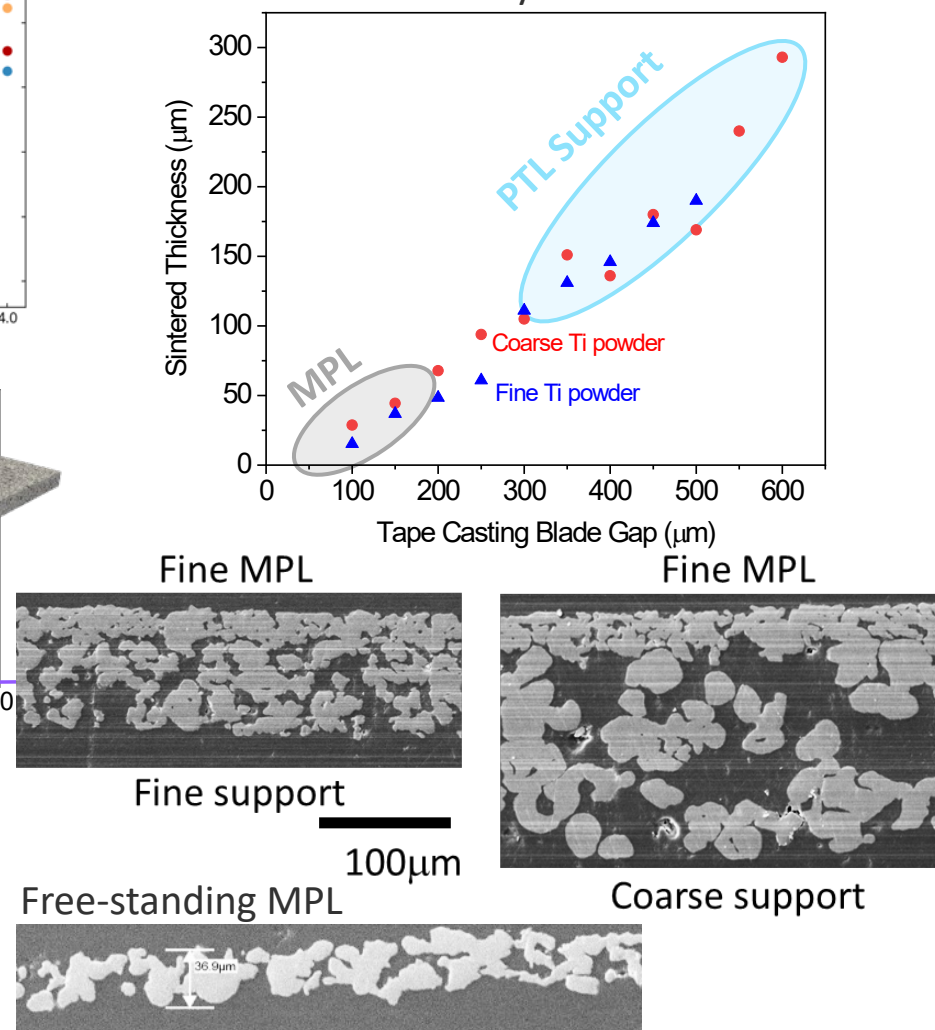 4.0
0
300
250
200
150
100
50
0
Sintered Thickness (μm)
PTL Support
MPL
Coarse Ti powder
Fine Ti powder
0 100 200 300 400 500 600
Tape Casting Blade Gap (μm)
Fine MPL
Fine MPL
Fine support
100μm
Coarse support
Free-standing MPL
36.9μm